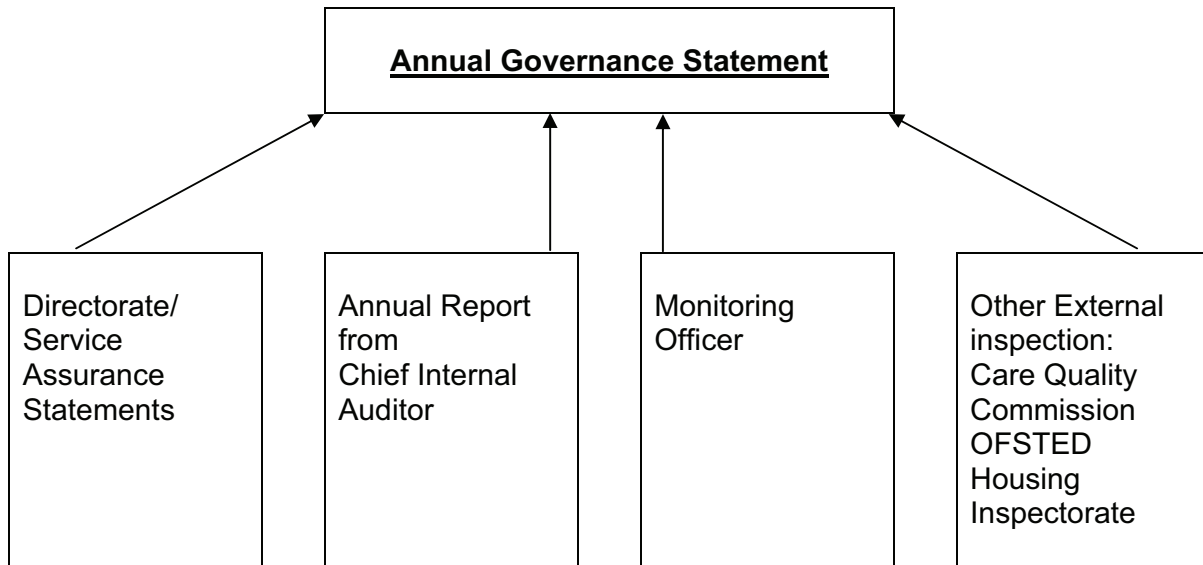 Annual Governance Statement
Directorate/
Service
Assurance
Statements
Annual Report
from
Chief Internal
Auditor
Monitoring
Officer
Other External
inspection:
Care Quality
Commission
OFSTED
Housing
Inspectorate